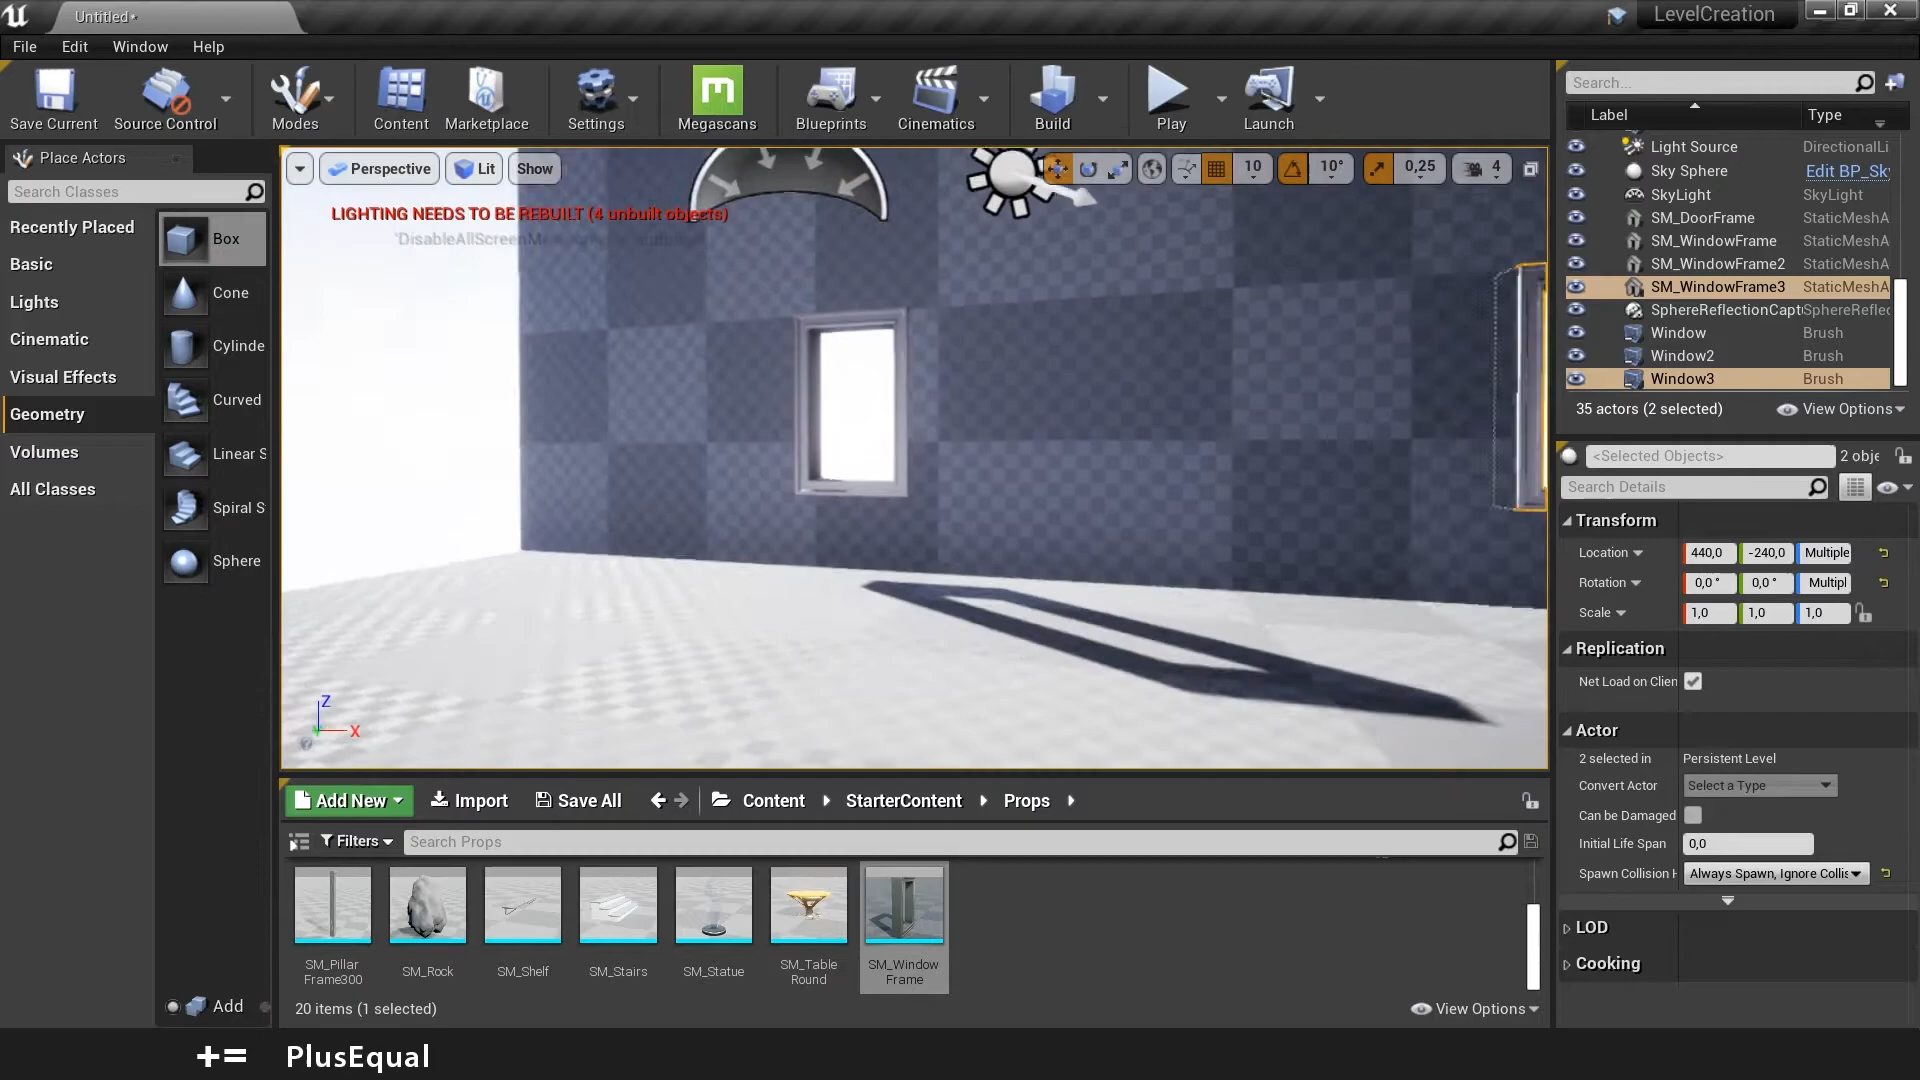 Untitled*
LevelCreation
File Edit Window Help
Save Current
Source Control
Modes
Content
Marketplace
Settings
Megascans
Blueprints
Cinematics
Build
Play
Launch
Place Actors
Search Classes
Recently Placed
Basic
Lights
Cinematic
Visual Effects
Geometry
Volumes
All Classes
Box
Cone
Cylinde
Curved
Linear S
Spiral S
Sphere
Add
Perspective
Lit
Show
10
10°
0,25
4
LIGHTING NEEDS TO BE REBUILT (4 unbuilt objects)
Z
X
Add New
Import
Save All
Content
StarterContent
Props
Filters
Search Props
SM_Pillar
Frame300
SM_Rock
SM_Shelf
SM_Stairs
SM_Statue
SM_Table
Round
SM_Window
Frame
20 items (1 selected)
View Options
Search...
Label Type
Light Source DirectionalLi
Sky Sphere Edit BP_Sk
SkyLight SkyLight
SM_DoorFrame StaticMeshA
SM_WindowFrame StaticMeshA
SM_WindowFrame2 StaticMeshA
SM_WindowFrame3 StaticMeshA
SphereReflectionCapt SphereReflec
Window Brush
Window2 Brush
Window3 Brush
35 actors (2 selected)
View Options
<Selected Objects> 2 obje
Search Details
Transform
Location 440,0 -240,0 Multiple
Rotation 0,0 ° 0,0 ° Multipl
Scale 1,0 1,0 1,0
Replication
Net Load on Clien
Actor
2 selected in Persistent Level
Convert Actor Select a Type
Can be Damaged
Initial Life Span 0,0
Spawn Collision H Always Spawn, Ignore Collis
LOD
Cooking
+= PlusEqual